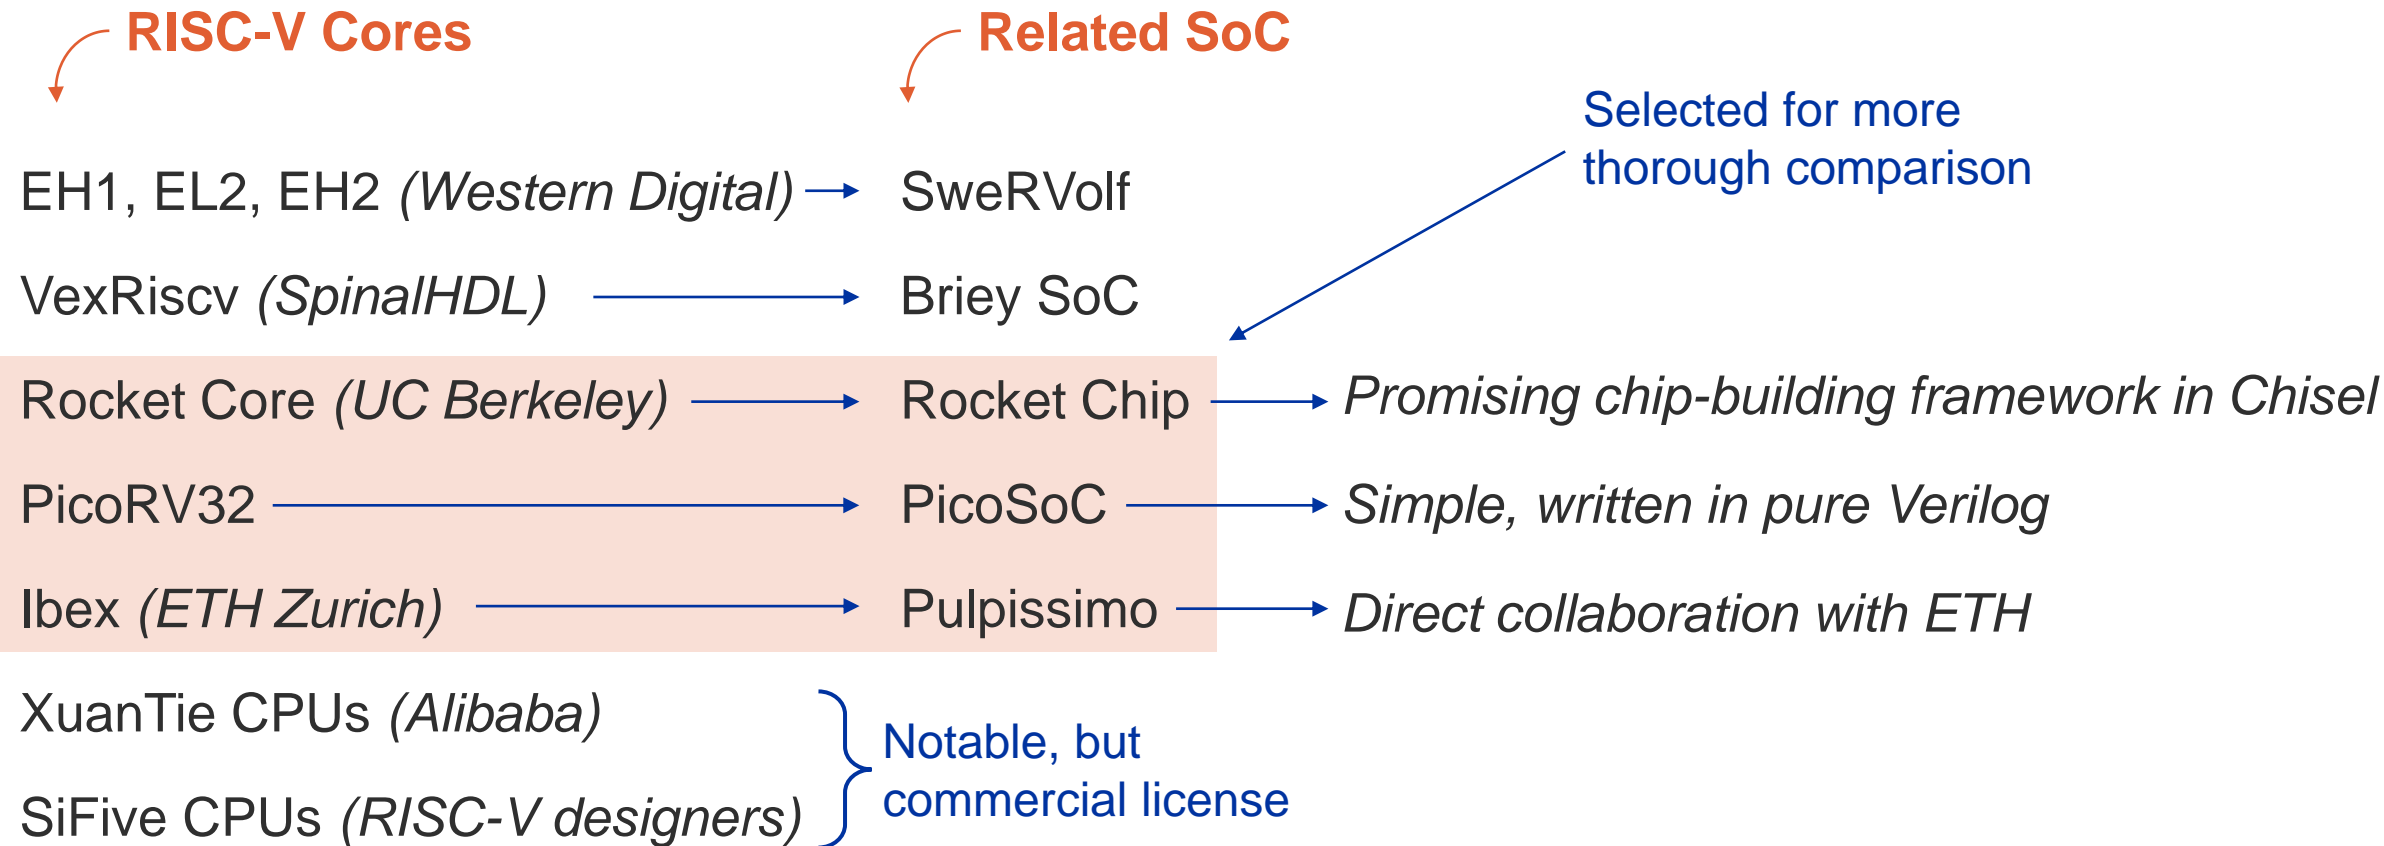 RISC-V Cores
Related SoC
Selected for more
thorough comparison
EH1, EL2, EH2 (Western Digital)
SweRVolf
VexRiscv (SpinalHDL)
Briey SoC
Rocket Core (UC Berkeley)
Rocket Chip
Promising chip-building framework in Chisel
PicoRV32
PicoSoC
Simple, written in pure Verilog
Ibex (ETH Zurich)
Pulpissimo
Direct collaboration with ETH
XuanTie CPUs (Alibaba)
SiFive CPUs (RISC-V designers)
Notable, but
commercial license